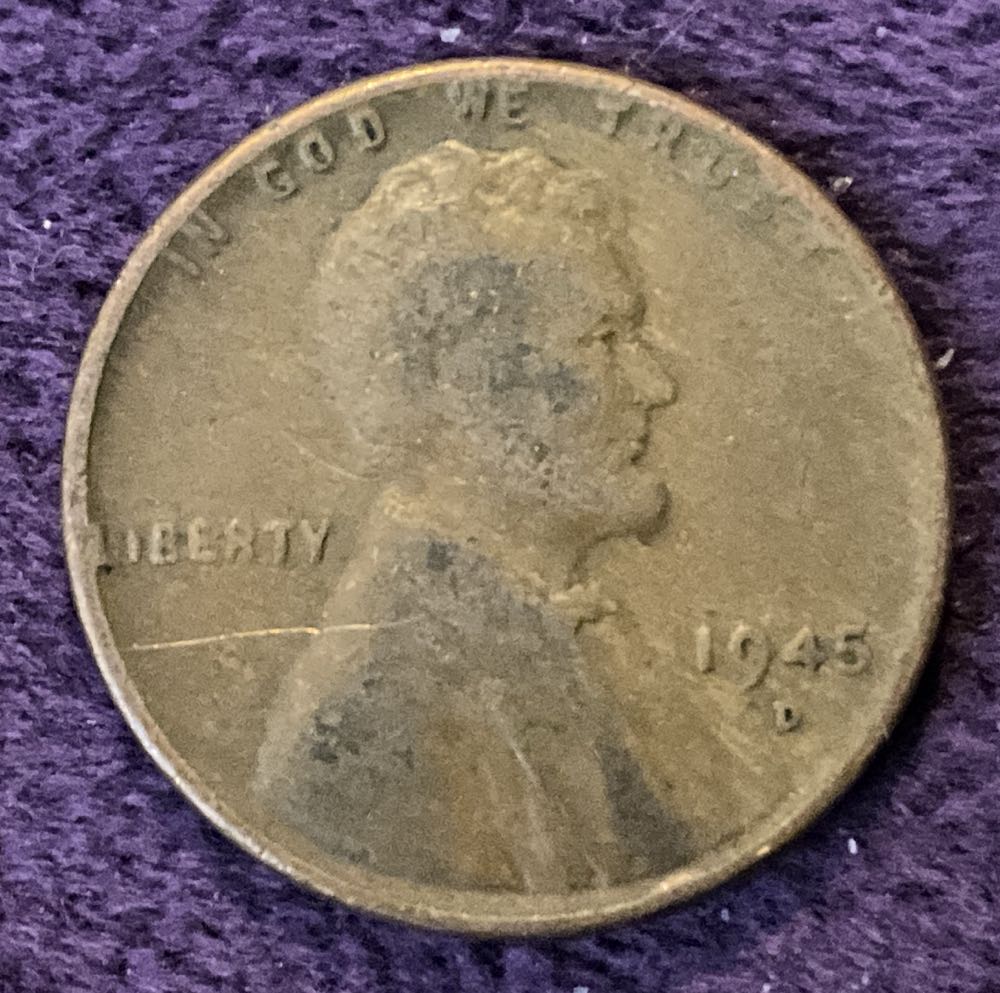 IN GOD WE TRUST
LIBERTY
1945
D